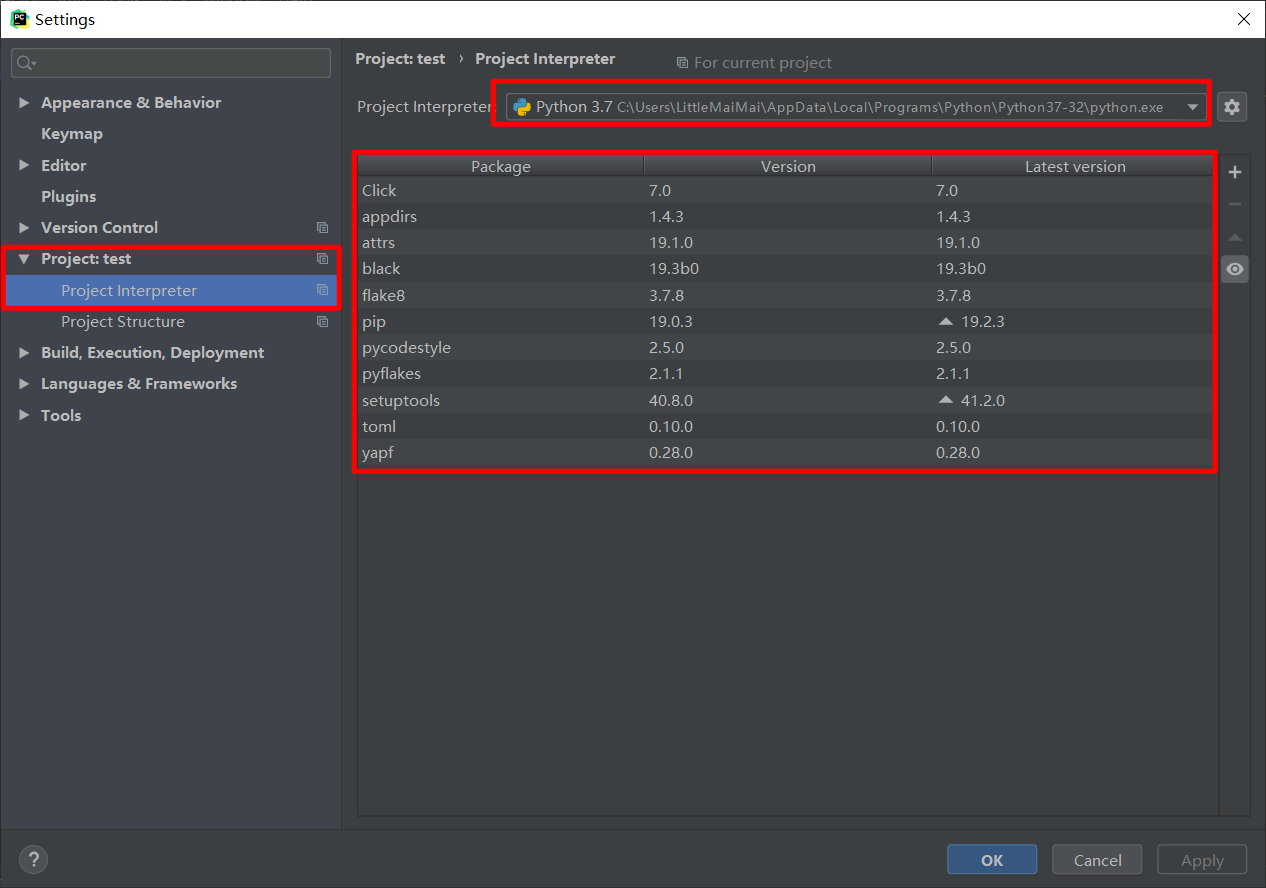 Settings
Project: test › Project Interpreter For current project
Appearance & Behavior
Keymap
Editor
Plugins
Version Control
Project: test
Project Interpreter
Project Structure
Build, Execution, Deployment
Languages & Frameworks
Tools
Project Interpreter: Python 3.7 C:\Users\LittleMaiMai\AppData\Local\Programs\Python\Python37-32\python.exe
Package Version Latest version
Click 7.0 7.0
appdirs 1.4.3 1.4.3
attrs 19.1.0 19.1.0
black 19.3b0 19.3b0
flake8 3.7.8 3.7.8
pip 19.0.3 19.2.3
pycodestyle 2.5.0 2.5.0
pyflakes 2.1.1 2.1.1
setuptools 40.8.0 41.2.0
toml 0.10.0 0.10.0
yapf 0.28.0 0.28.0
? OK Cancel Apply